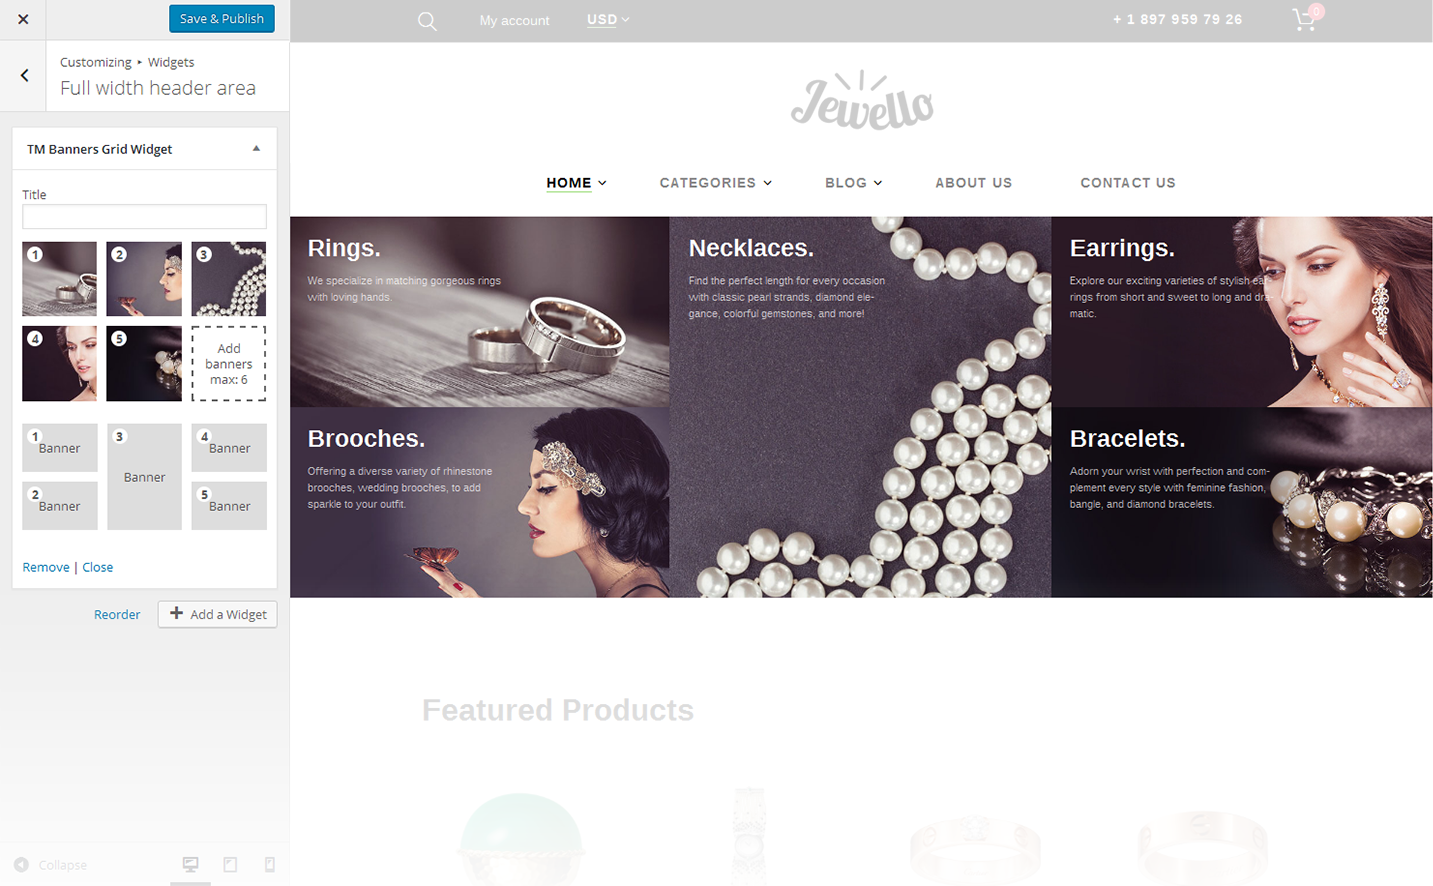 Save & Publish
Customizing ▸ Widgets
Full width header area
TM Banners Grid Widget
Title
1
2
3
4
5
Add
banners
max: 6
1
Banner
3
Banner
4
Banner
2
Banner
5
Banner
Remove | Close
Reorder
Add a Widget
Collapse
My account
USD
+ 1 897 959 79 26
0
Jewello
HOME
CATEGORIES
BLOG
ABOUT US
CONTACT US
Rings.
We specialize in matching gorgeous rings
with loving hands.
Necklaces.
Find the perfect length for every occasion
with classic pearl strands, diamond ele-
gance, colorful gemstones, and more!
Earrings.
Explore our exciting varieties of stylish ear-
rings from short and sweet to long and dra-
matic.
Brooches.
Offering a diverse variety of rhinestone
brooches, wedding brooches, to add
sparkle to your outfit.
Bracelets.
Adorn your wrist with perfection and com-
plement every style with feminine fashion,
bangle, and diamond bracelets.
Featured Products